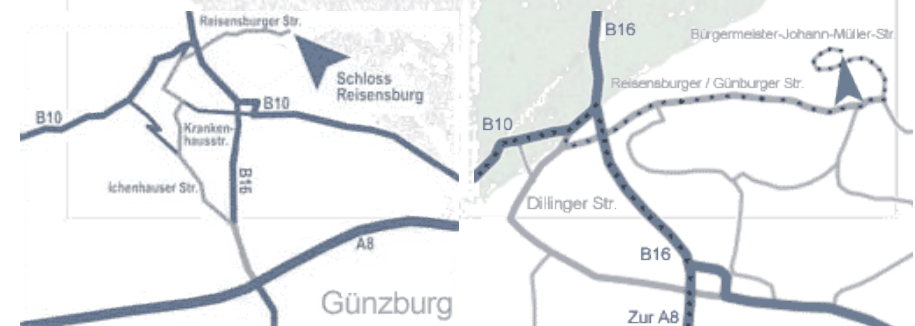 Reisensburger Str.
Schloss
Reisensburg
B10
B10
Kranken-
hausstr.
B16
Ichenhauser Str.
A8
Günzburg
B16
Bürgermeister-Johann-Müller-Str.
Reisensburger / Günburger Str.
B10
Dillinger Str.
B16
Zur A8